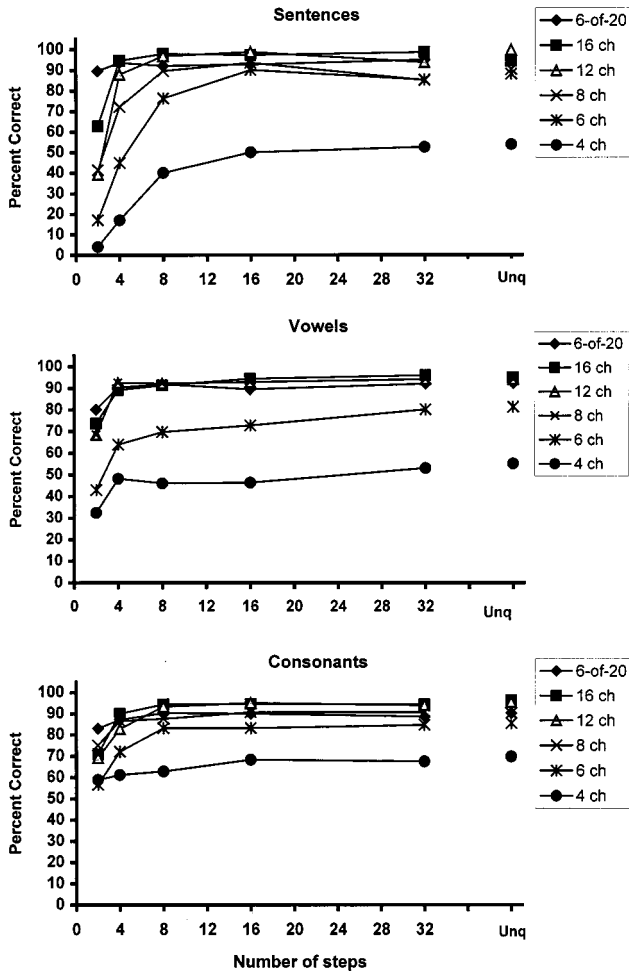 Sentences
Percent Correct
100
90
80
70
60
50
40
30
20
10
0
0 4 8 12 16 20 24 28 32 Unq
6-of-20
16 ch
12 ch
8 ch
6 ch
4 ch
Vowels
Percent Correct
100
90
80
70
60
50
40
30
20
10
0
0 4 8 12 16 20 24 28 32 Unq
6-of-20
16 ch
12 ch
8 ch
6 ch
4 ch
Consonants
Percent Correct
100
90
80
70
60
50
40
30
20
10
0
0 4 8 12 16 20 24 28 32 Unq
Number of steps
6-of-20
16 ch
12 ch
8 ch
6 ch
4 ch